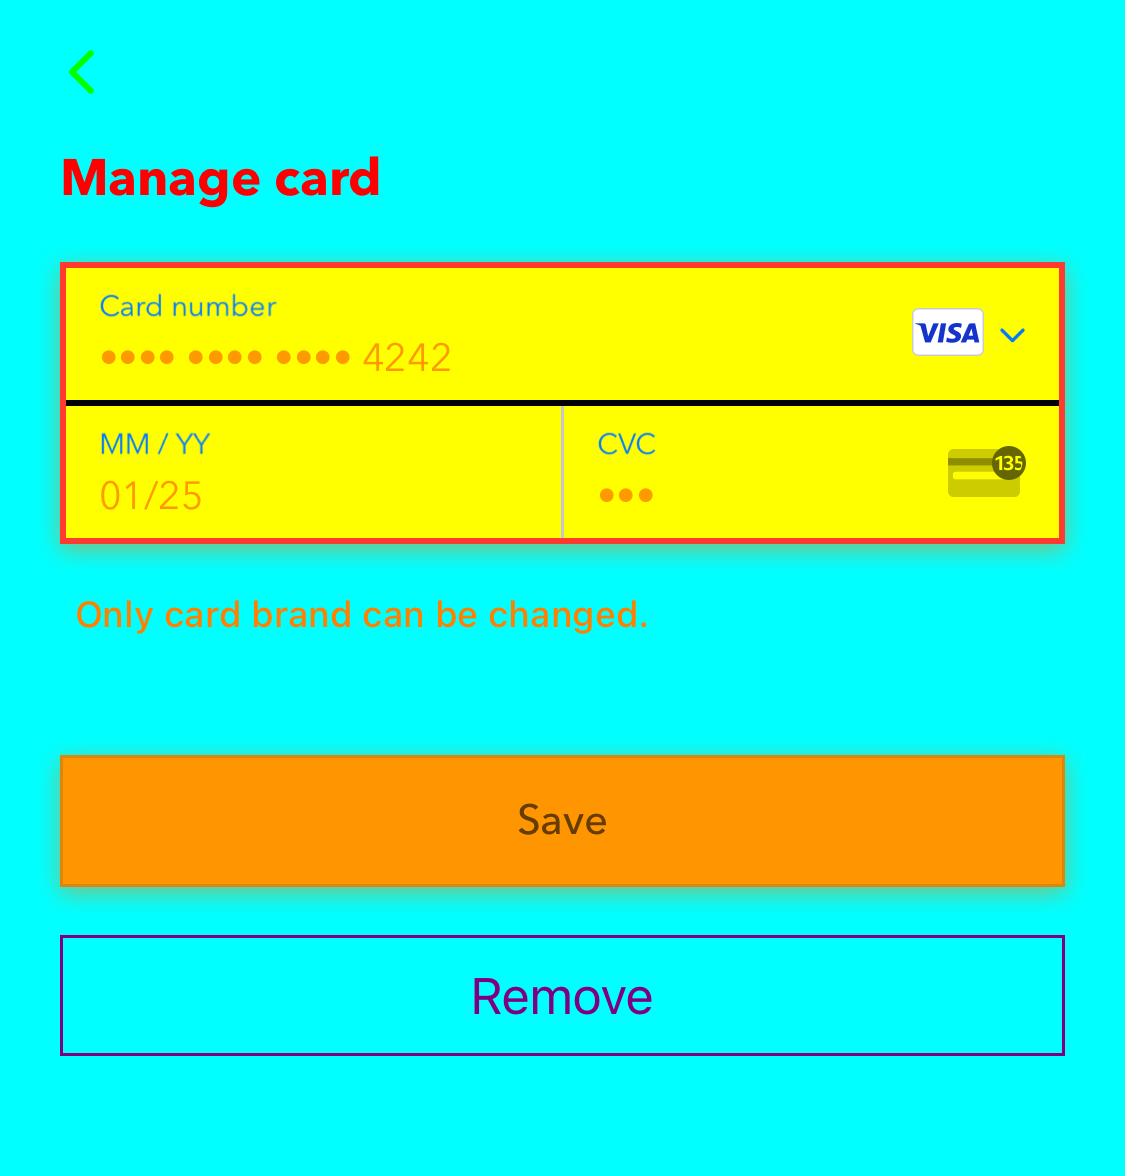 Manage card
Card number
VISA
•••• •••• •••• 4242
MM / YY
CVC
135
01/25
•••
Only card brand can be changed.
Save
Remove